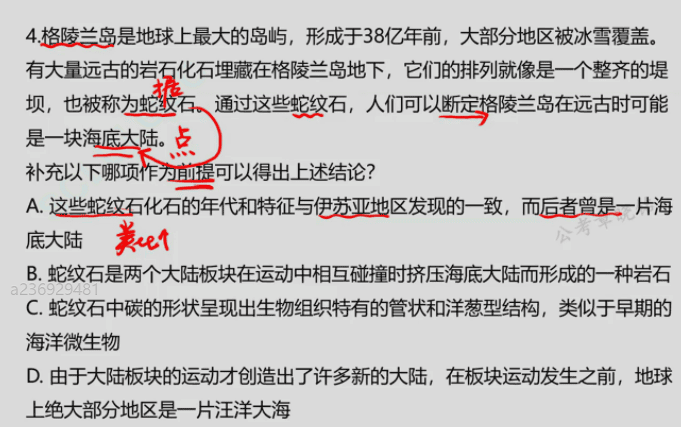 4.格陵兰岛是地球上最大的岛屿，形成于38亿年前，大部分地区被冰雪覆盖。
有大量远古的岩石化石埋藏在格陵兰岛地下，它们的排列就像是一个整齐的堤
据
坝，也被称为蛇纹石。通过这些蛇纹石，人们可以断定格陵兰岛在远古时可能
是一块海底大陆。
点
补充以下哪项作为前提可以得出上述结论？
A. 这些蛇纹石化石的年代和特征与伊苏亚地区发现的一致，而后者曾是一片海
底大陆
类比
公考草
B. 蛇纹石是两个大陆板块在运动中相互碰撞时挤压海底大陆而形成的一种岩石
a236929481
C. 蛇纹石中碳的形状呈现出生物组织特有的管状和洋葱型结构，类似于早期的
海洋微生物
D. 由于大陆板块的运动才创造出了许多新的大陆，在板块运动发生之前，地球
上绝大部分地区是一片汪洋大海